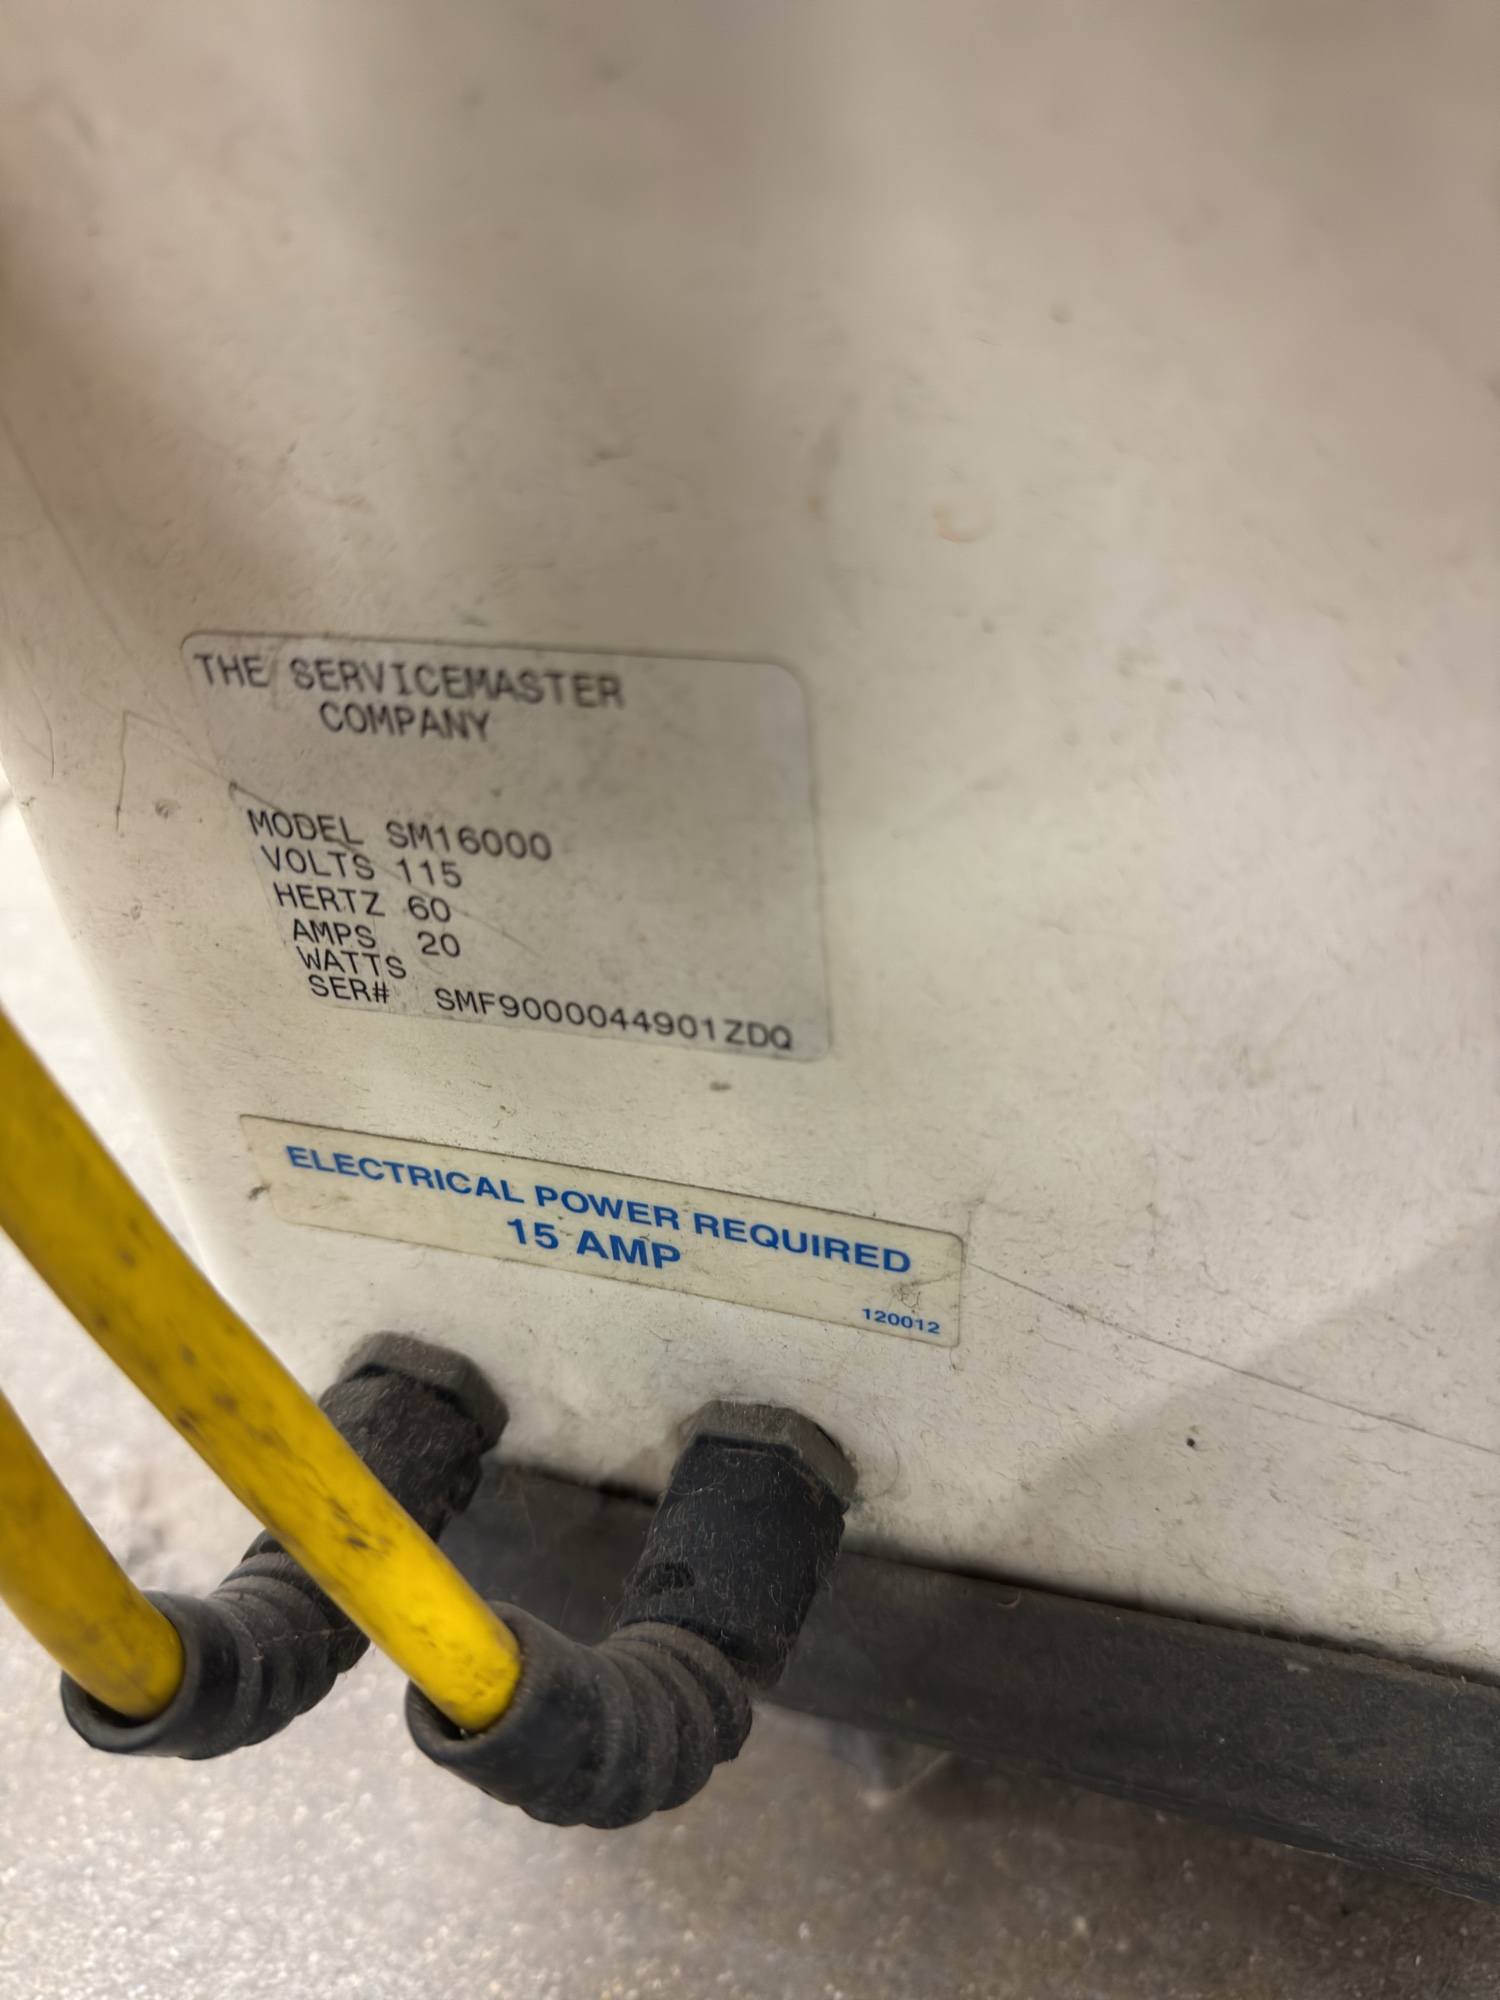 THE SERVICEMASTER
COMPANY
MODEL SM16000
VOLTS 115
HERTZ 60
AMPS 20
WATTS
SER# SMF9000044901ZDQ
ELECTRICAL POWER REQUIRED
15 AMP
120012